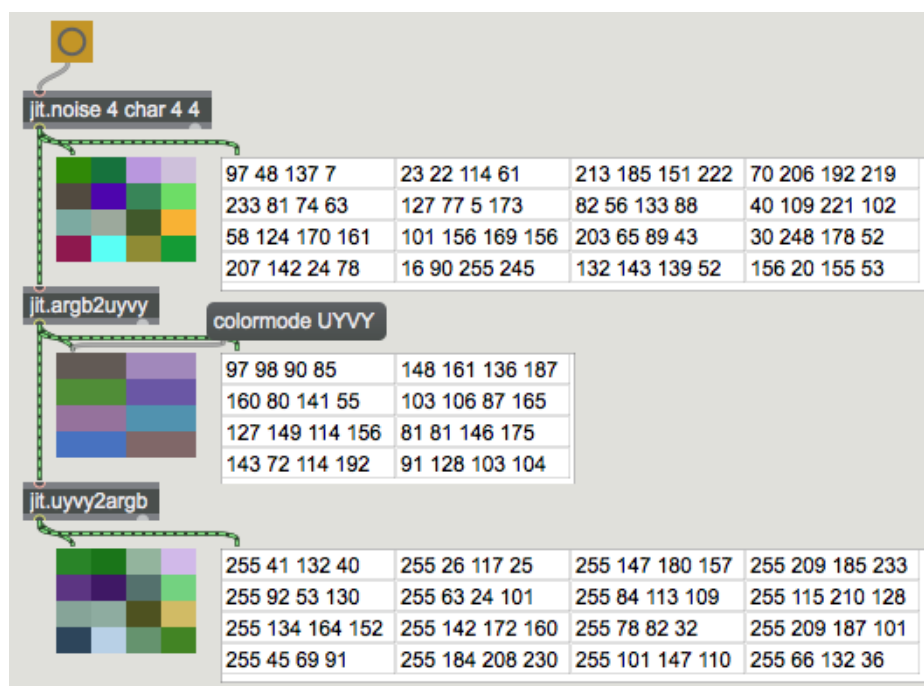 jit.noise 4 char 4 4
97 48 137 7 23 22 114 61 213 185 151 222 70 206 192 219
233 81 74 63 127 77 5 173 82 56 133 88 40 109 221 102
58 124 170 161 101 156 169 156 203 65 89 43 30 248 178 52
207 142 24 78 16 90 255 245 132 143 139 52 156 20 155 53
jit.argb2uyvy
colormode UYVY
97 98 90 85 148 161 136 187
160 80 141 55 103 106 87 165
127 149 114 156 81 81 146 175
143 72 114 192 91 128 103 104
jit.uyvy2argb
255 41 132 40 255 26 117 25 255 147 180 157 255 209 185 233
255 92 53 130 255 63 24 101 255 84 113 109 255 115 210 128
255 134 164 152 255 142 172 160 255 78 82 32 255 209 187 101
255 45 69 91 255 184 208 230 255 101 147 110 255 66 132 36